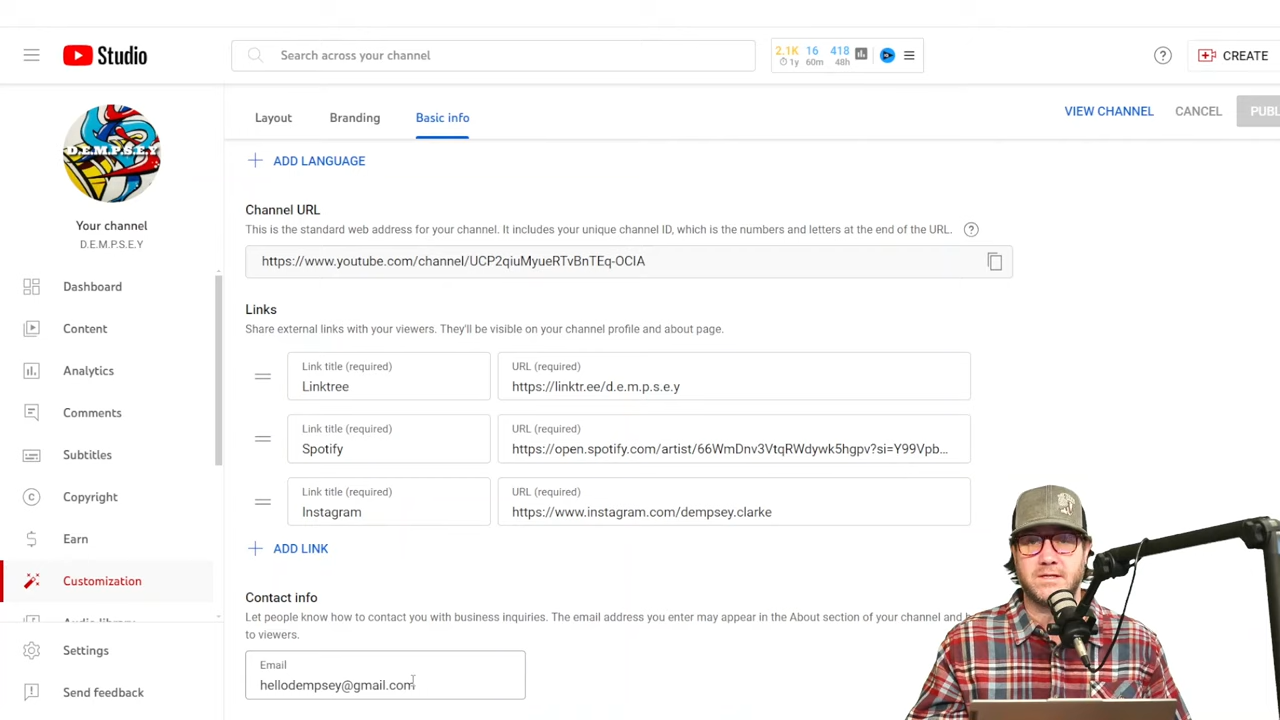 Studio
Search across your channel
2.1K 16 418
1y 60m 48h
CREATE
D.E.M.P.S.E.Y
Layout
Branding
Basic info
VIEW CHANNEL
CANCEL
PUBL
ADD LANGUAGE
Your channel
D.E.M.P.S.E.Y
Channel URL
This is the standard web address for your channel. It includes your unique channel ID, which is the numbers and letters at the end of the URL.
https://www.youtube.com/channel/UCP2qiuMyueRTvBnTEq-OCIA
Dashboard
Content
Analytics
Comments
Subtitles
Copyright
Earn
Customization
Settings
Send feedback
Links
Share external links with your viewers. They'll be visible on your channel profile and about page.
Link title (required)
Linktree
URL (required)
https://linktr.ee/d.e.m.p.s.e.y
Link title (required)
Spotify
URL (required)
https://open.spotify.com/artist/66WmDnv3VtqRWdywk5hgpv?si=Y99Vpb...
Link title (required)
Instagram
URL (required)
https://www.instagram.com/dempsey.clarke
ADD LINK
Contact info
Let people know how to contact you with business inquiries. The email address you enter may appear in the About section of your channel and b
to viewers.
Email
hellodempsey@gmail.com